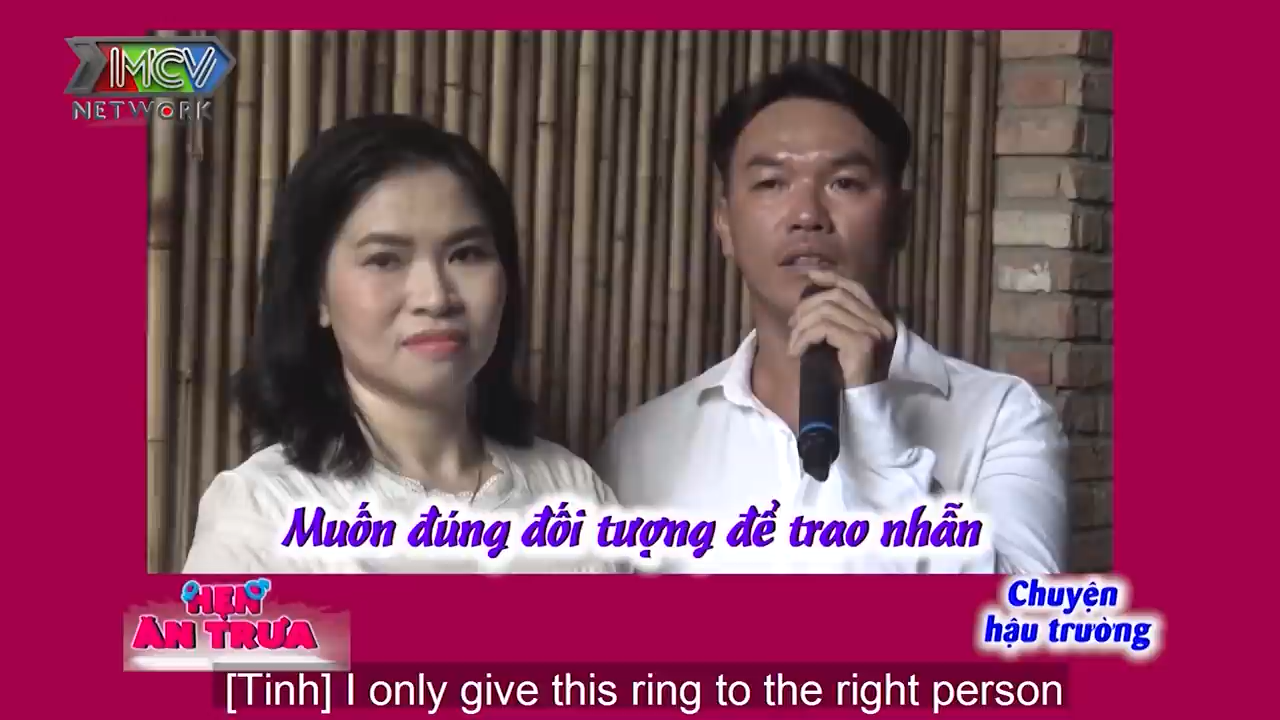 MCV
NETWORK
Muốn đúng đối tượng để trao nhẫn
HẸN
ĂN TRƯA
Chuyện
hậu trường
[Tinh] I only give this ring to the right person